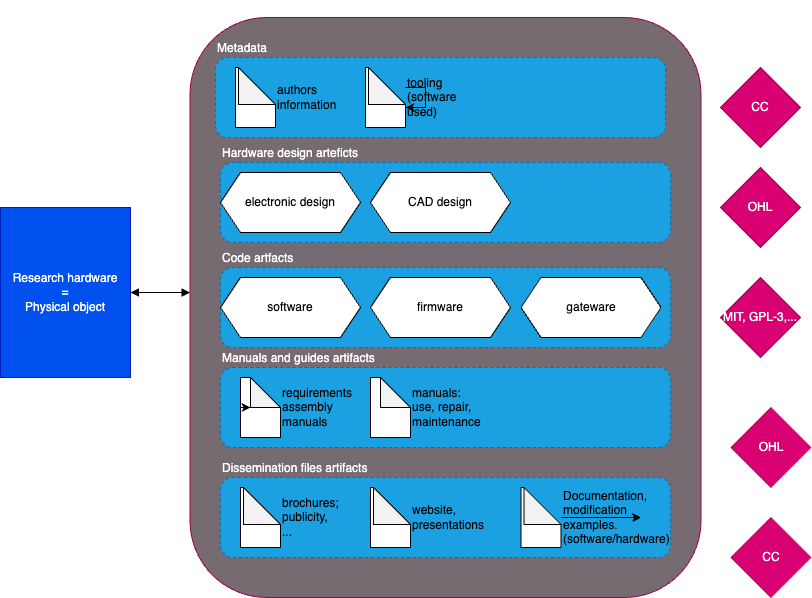 Metadata
authors
information
tooling
(software
used)
CC
Hardware design arteficts
electronic design
CAD design
OHL
Research hardware
=
Physical object
Code artfacts
software
firmware
gateware
MIT, GPL-3,...
Manuals and guides artifacts
requirements
assembly
manuals
manuals:
use, repair,
maintenance
OHL
Dissemination files artifacts
brochures;
publicity,
...
website,
presentations
Documentation,
modification
examples.
(software/hardware)
CC